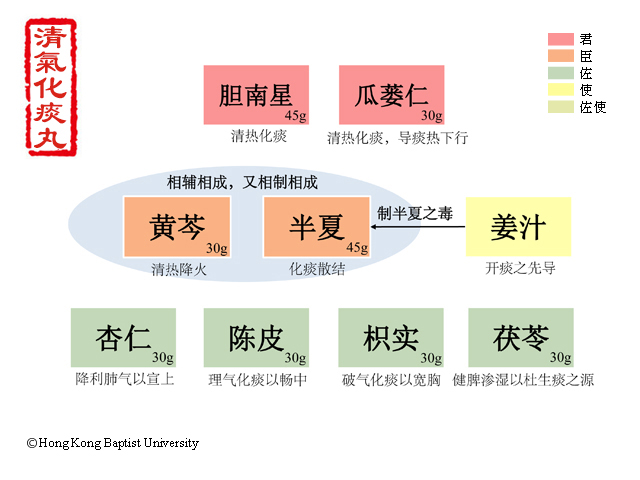 清氣化痰丸
君
臣
佐
使
佐使
胆南星
45g
清热化痰
瓜蒌仁
30g
清热化痰，导痰热下行
相辅相成，又相制相成
黄芩
30g
清热降火
半夏
45g
化痰散结
制半夏之毒
姜汁
开痰之先导
杏仁
30g
降利肺气以宣上
陈皮
30g
理气化痰以畅中
枳实
30g
破气化痰以宽胸
茯苓
30g
健脾渗湿以杜生痰之源
©Hong Kong Baptist University